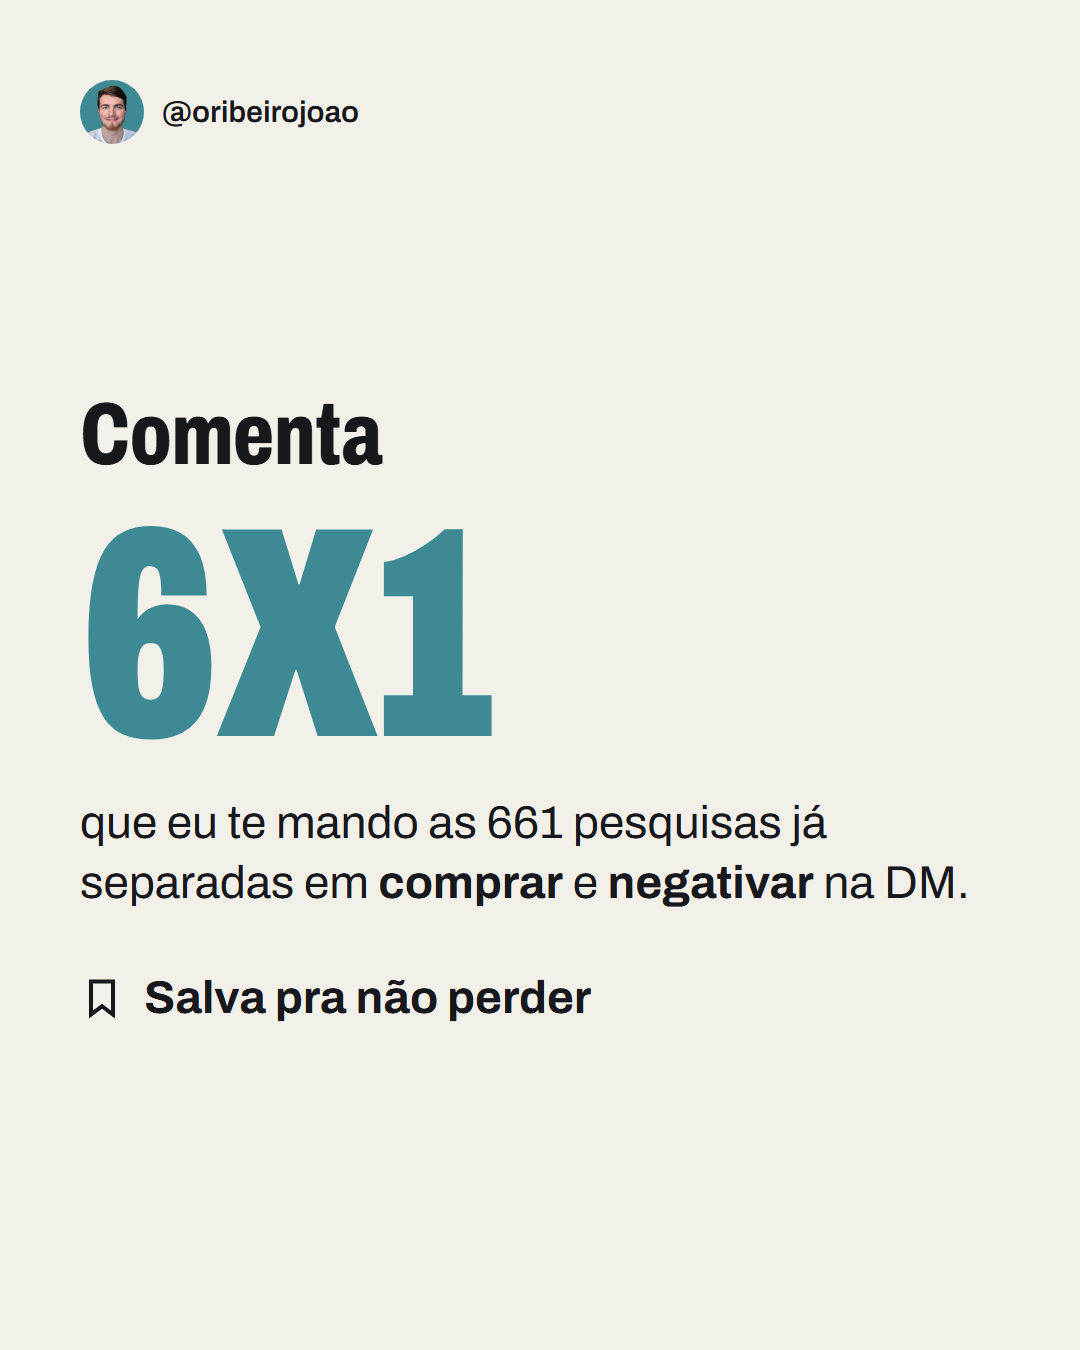 @oribeirojoao
Comenta
6X1
que eu te mando as 661 pesquisas já
separadas em comprar e negativar na DM.
Salva pra não perder